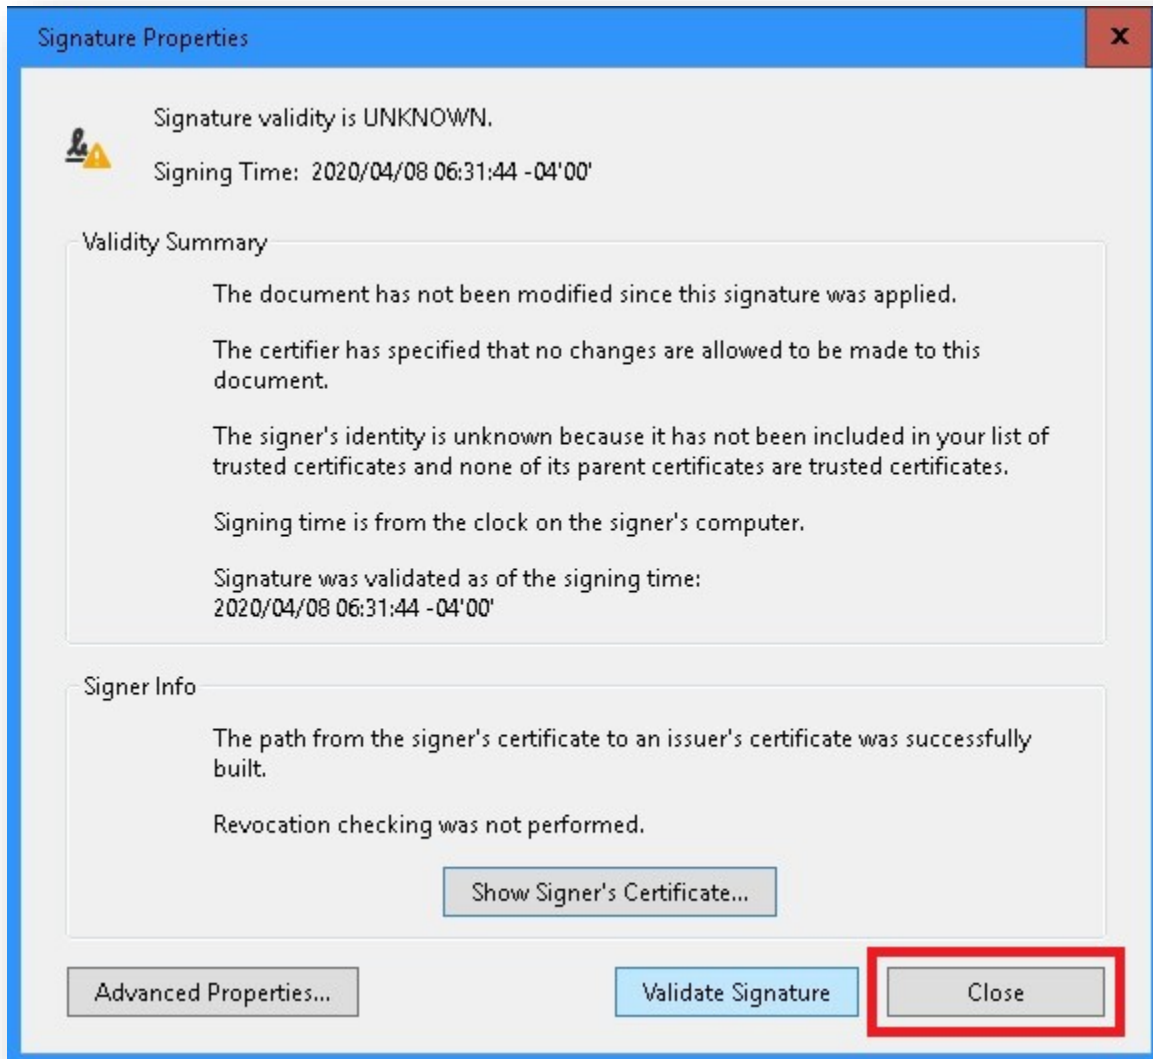 Signature Properties
x
Signature validity is UNKNOWN.
Signing Time: 2020/04/08 06:31:44 -04'00'
Validity Summary
The document has not been modified since this signature was applied.
The certifier has specified that no changes are allowed to be made to this
document.
The signer's identity is unknown because it has not been included in your list of
trusted certificates and none of its parent certificates are trusted certificates.
Signing time is from the clock on the signer's computer.
Signature was validated as of the signing time:
2020/04/08 06:31:44 -04'00'
Signer Info
The path from the signer's certificate to an issuer's certificate was successfully
built.
Revocation checking was not performed.
Show Signer's Certificate...
Advanced Properties... Validate Signature Close